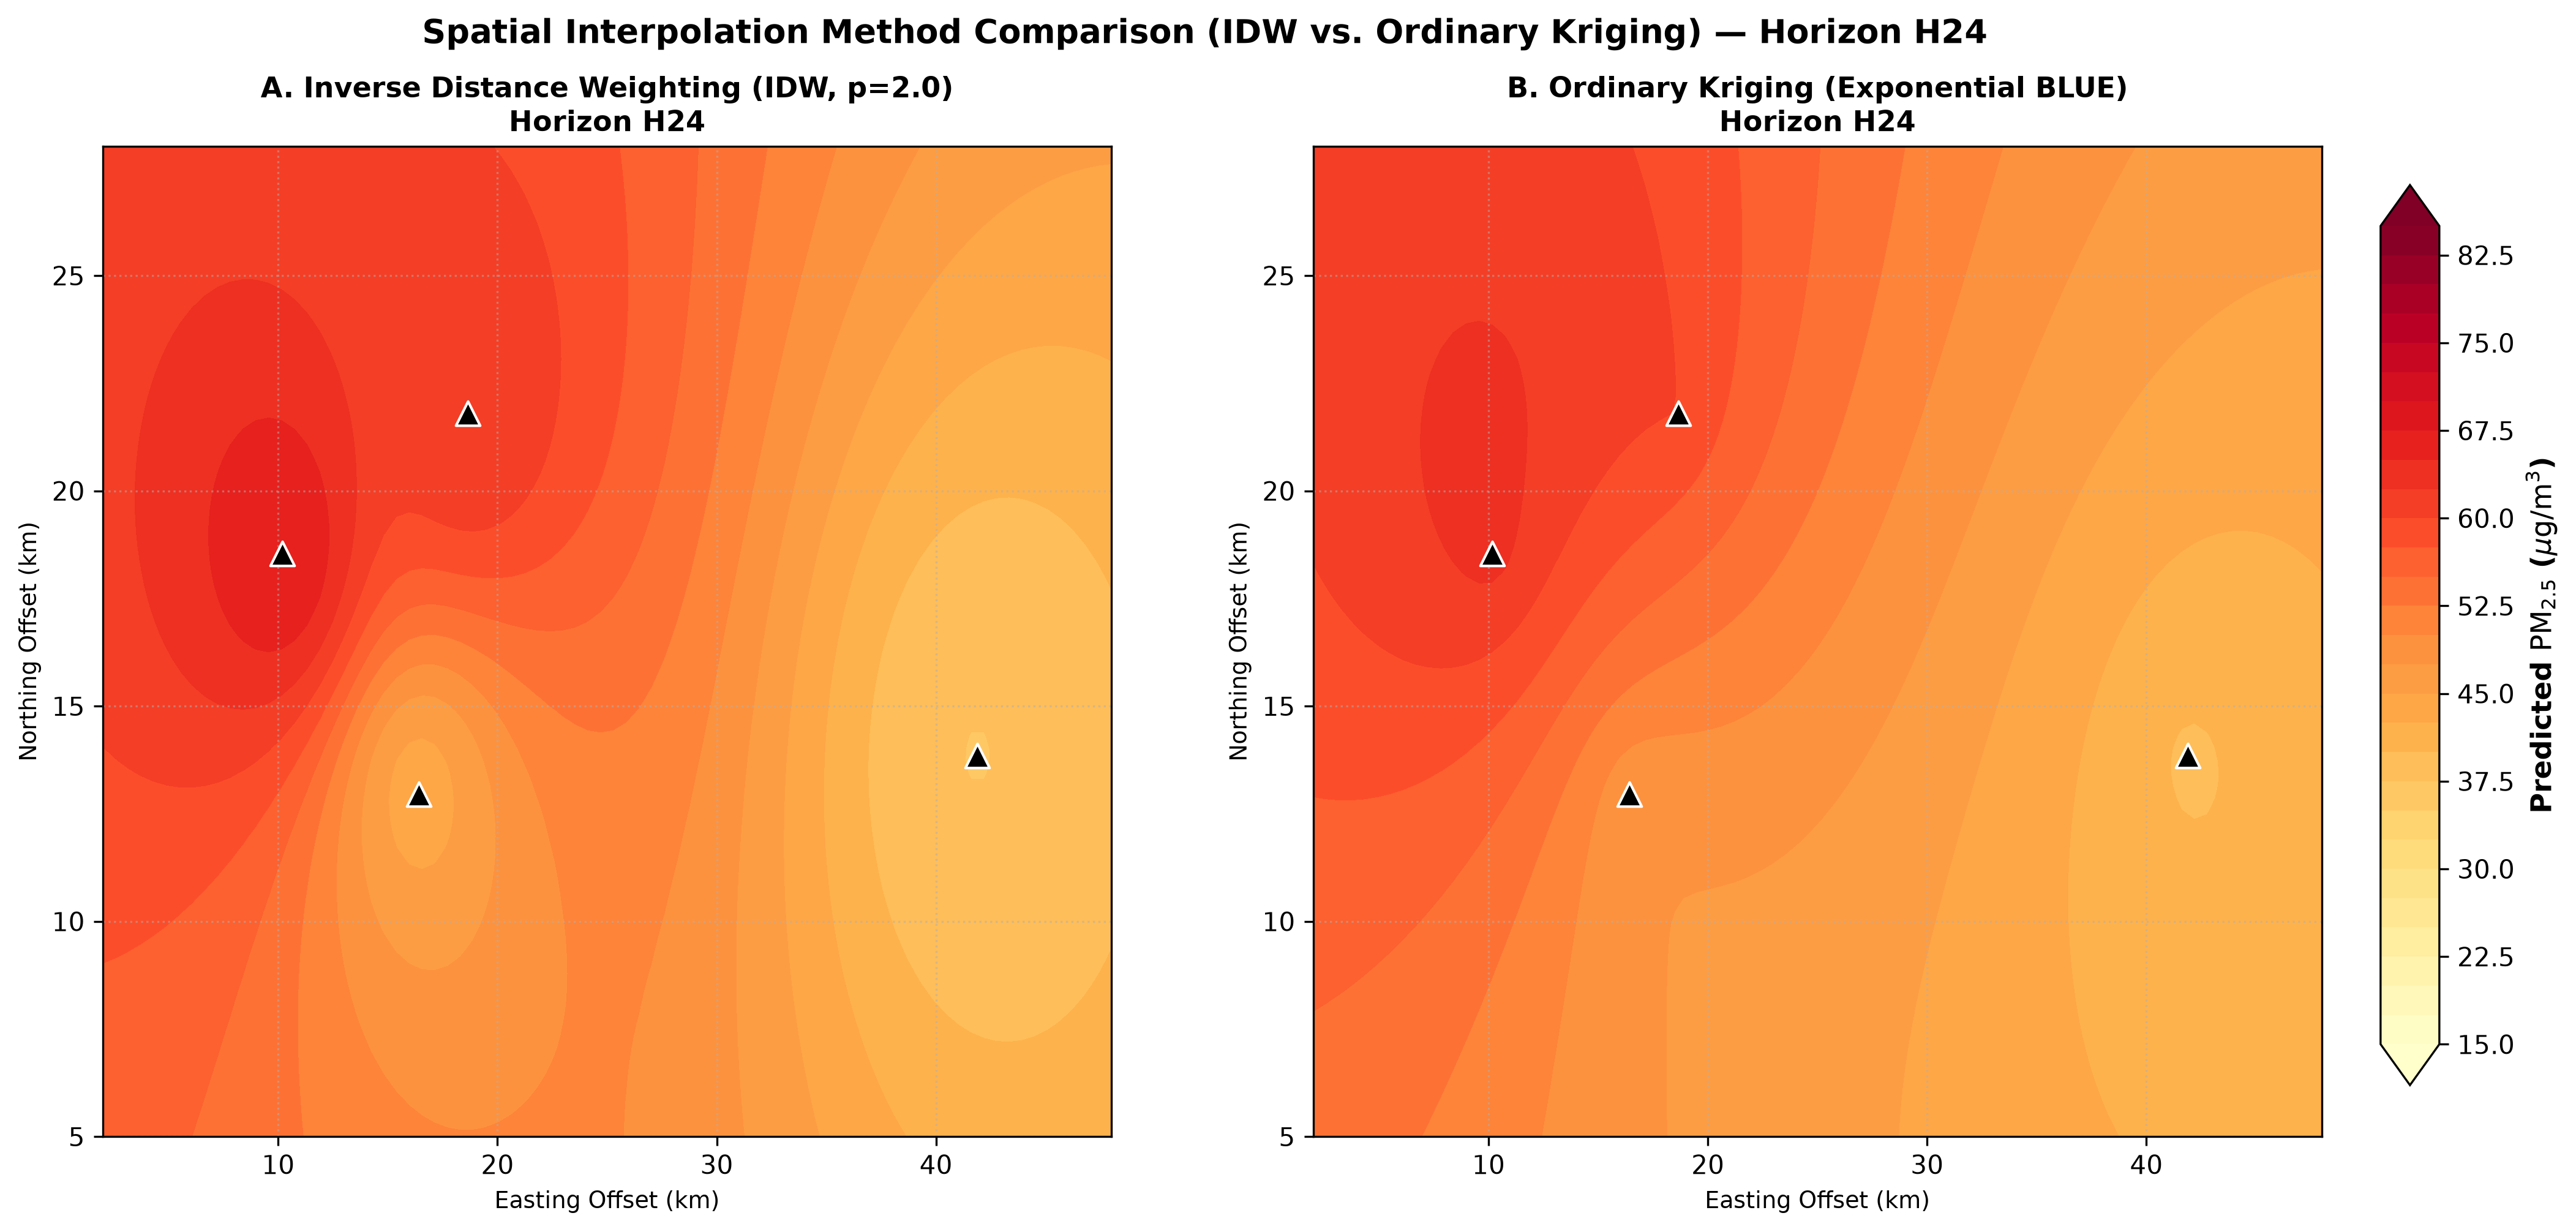 Spatial Interpolation Method Comparison (IDW vs. Ordinary Kriging) — Horizon H24
A. Inverse Distance Weighting (IDW, p=2.0)
Horizon H24
25
20
15
10
5
Northing Offset (km)
10
20
30
40
Easting Offset (km)
B. Ordinary Kriging (Exponential BLUE)
Horizon H24
25
20
15
10
5
Northing Offset (km)
10
20
30
40
Easting Offset (km)
82.5
75.0
67.5
60.0
52.5
45.0
37.5
30.0
22.5
15.0
Predicted PM₂.₅ (μg/m³)